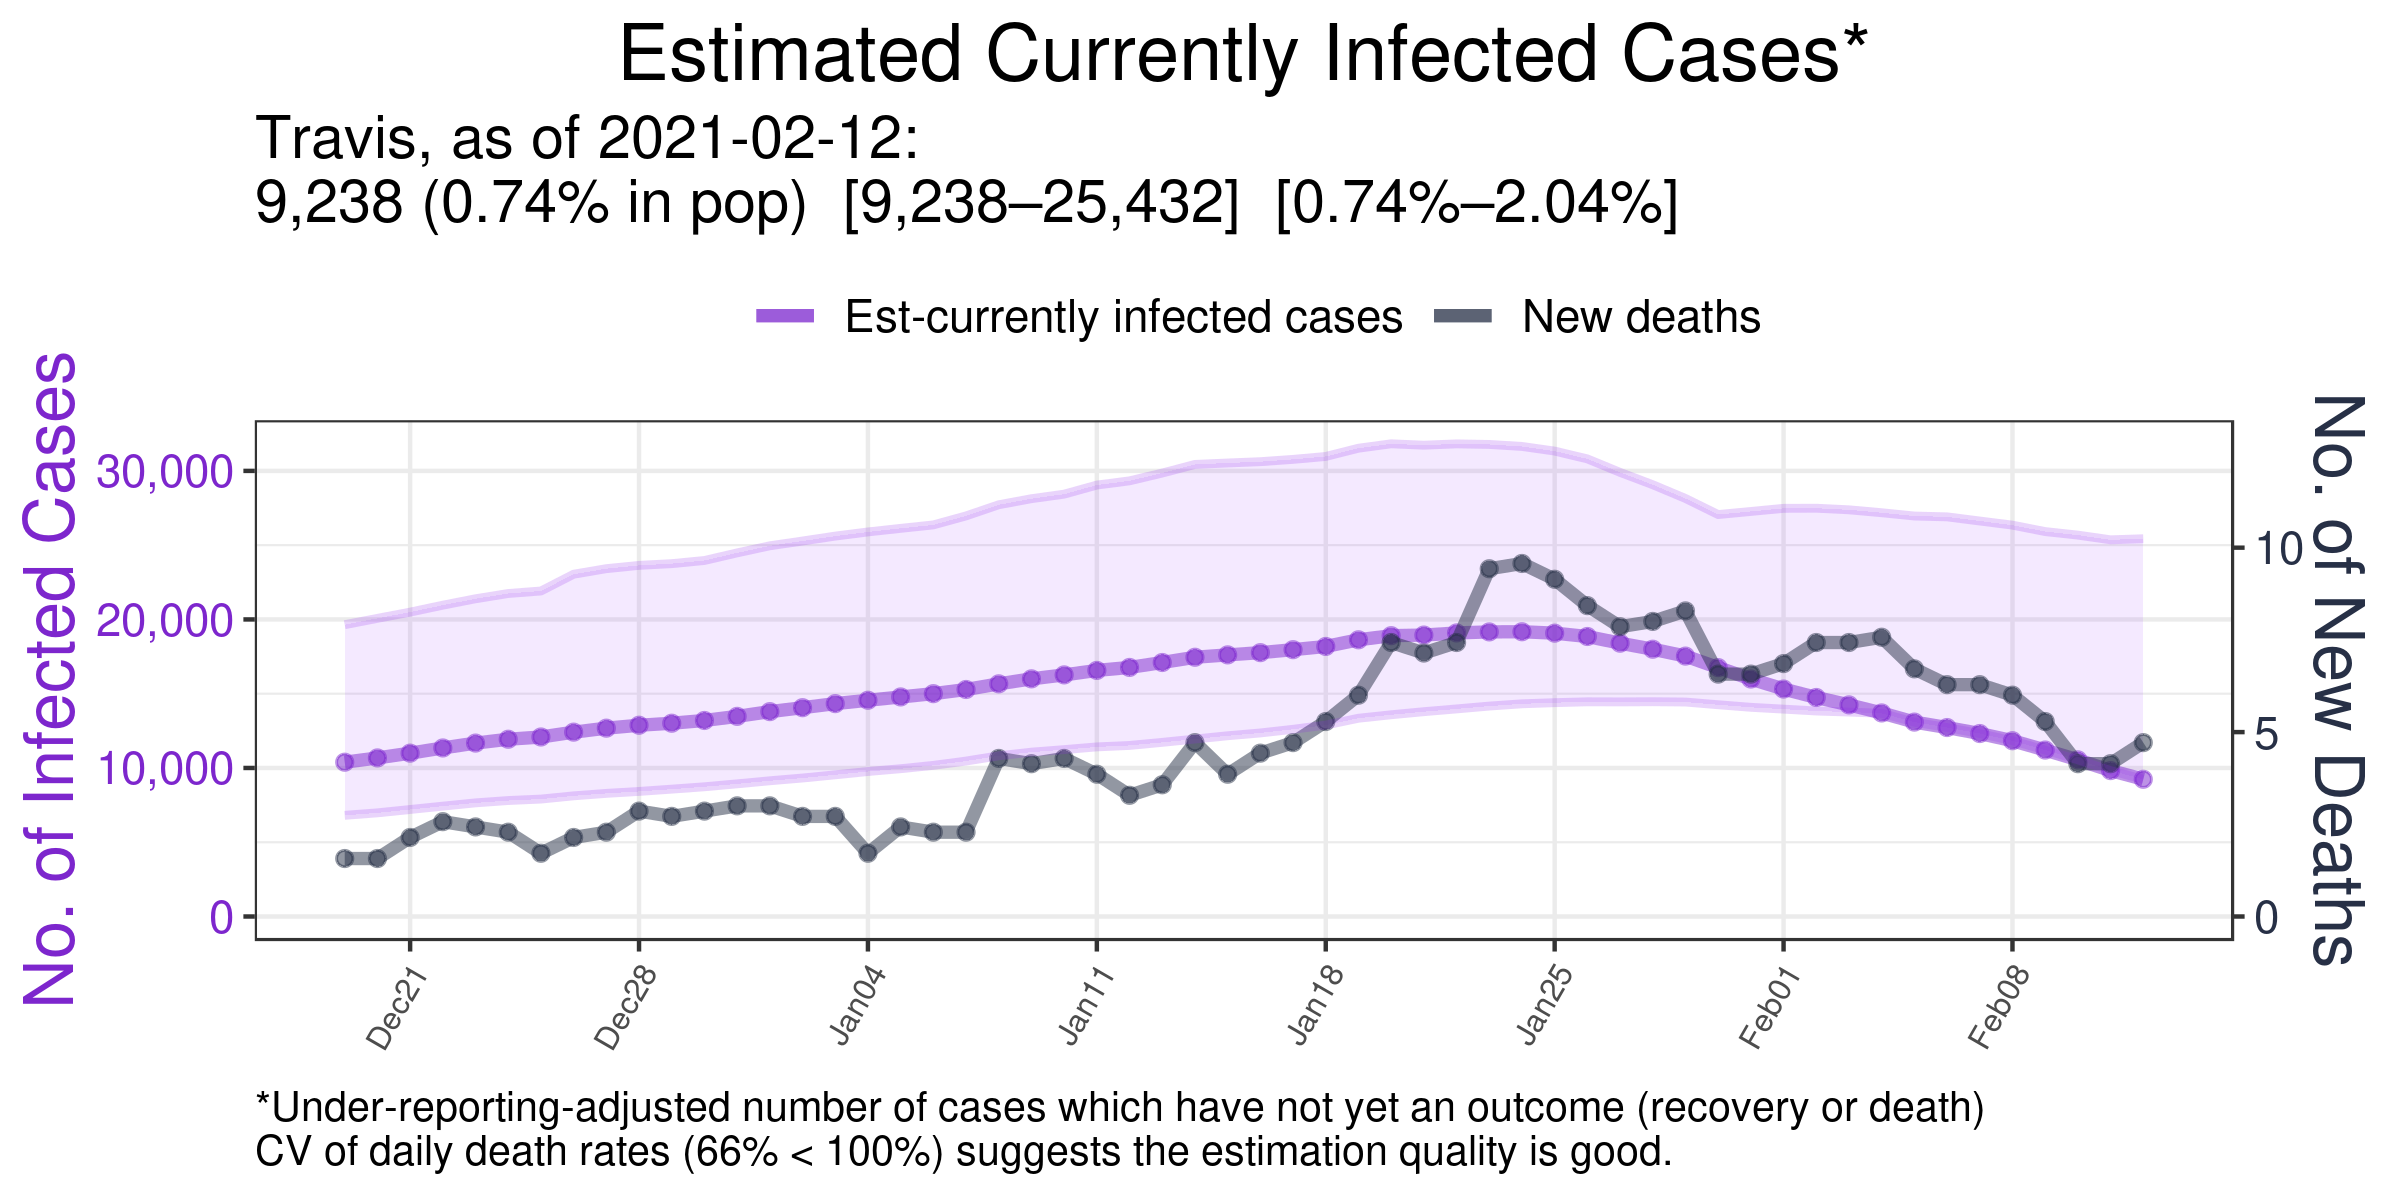 Estimated Currently Infected Cases*
Travis, as of 2021-02-12:
9,238 (0.74% in pop)  [9,238–25,432]  [0.74%–2.04%]
Est-currently infected cases
New deaths
No. of Infected Cases
30,000
20,000
10,000
0
No. of New Deaths
10
5
0
Dec21
Dec28
Jan04
Jan11
Jan18
Jan25
Feb01
Feb08
*Under-reporting-adjusted number of cases which have not yet an outcome (recovery or death)
CV of daily death rates (66% < 100%) suggests the estimation quality is good.